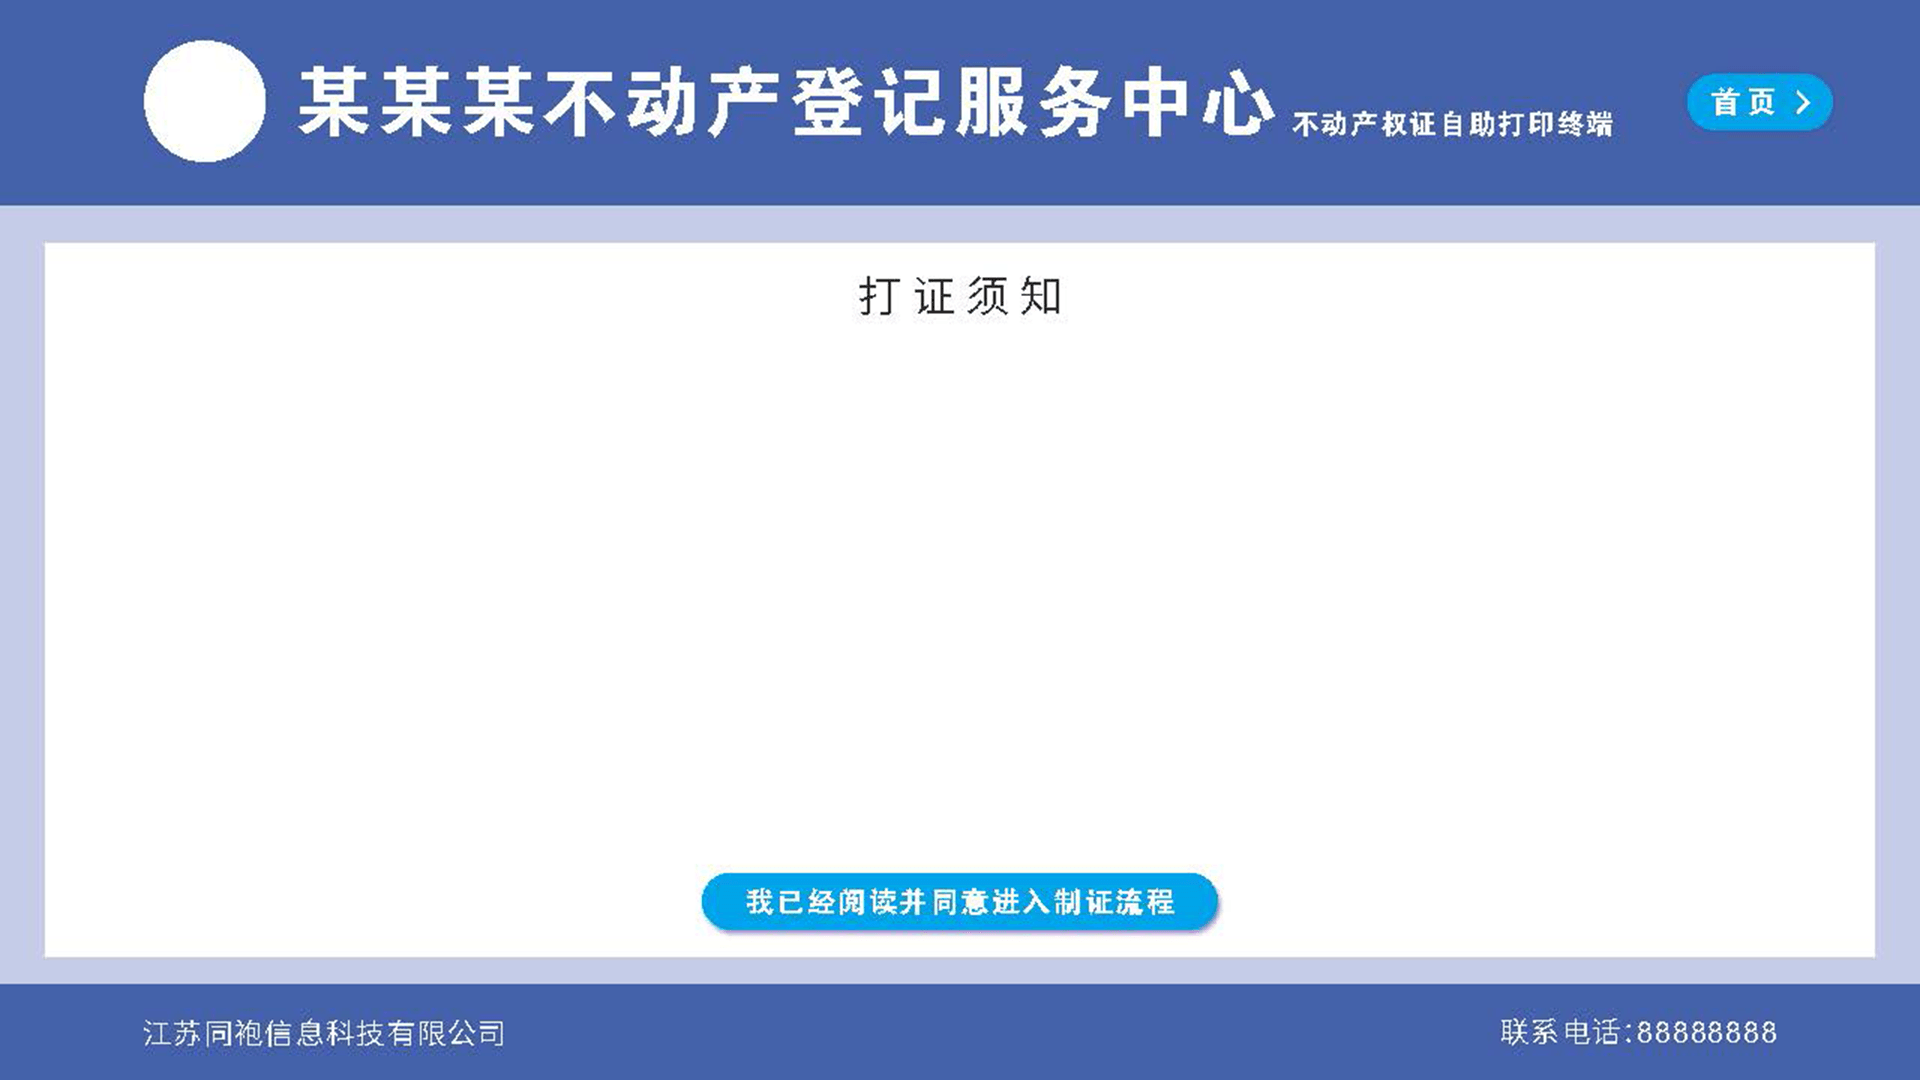 某某某不动产登记服务中心 不动产权证自助打印终端
首页
打证须知
我已经阅读并同意进入制证流程
江苏同袍信息科技有限公司
联系电话:88888888